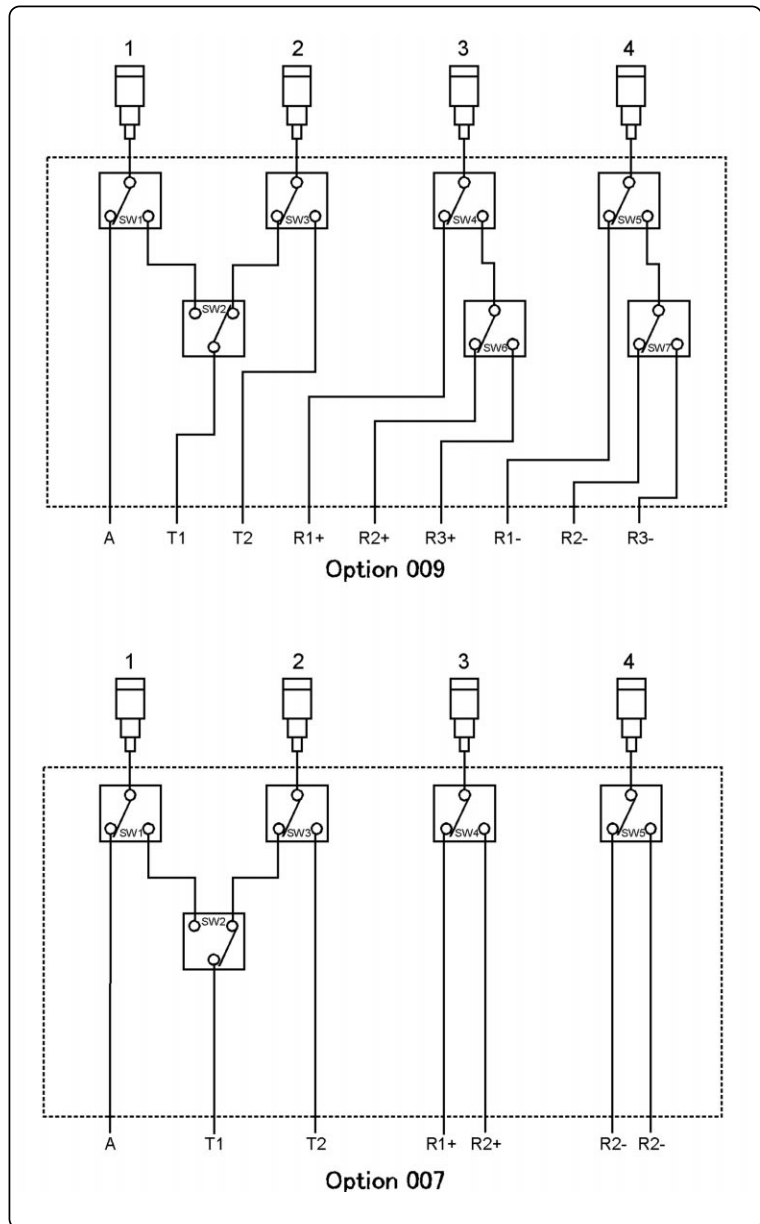 1 2 3 4
SW1 SW3 SW4 SW5
SW2
SW6 SW7
A T1 T2 R1+ R2+ R3+ R1- R2- R3-
Option 009
1 2 3 4
SW1 SW3 SW4 SW5
SW2
A T1 T2 R1+ R2+ R2- R2-
Option 007